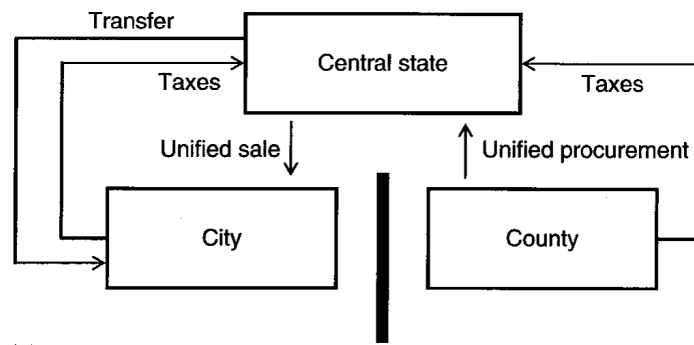 Transfer
Central state
Taxes
Taxes
Unified sale
Unified procurement
City
County